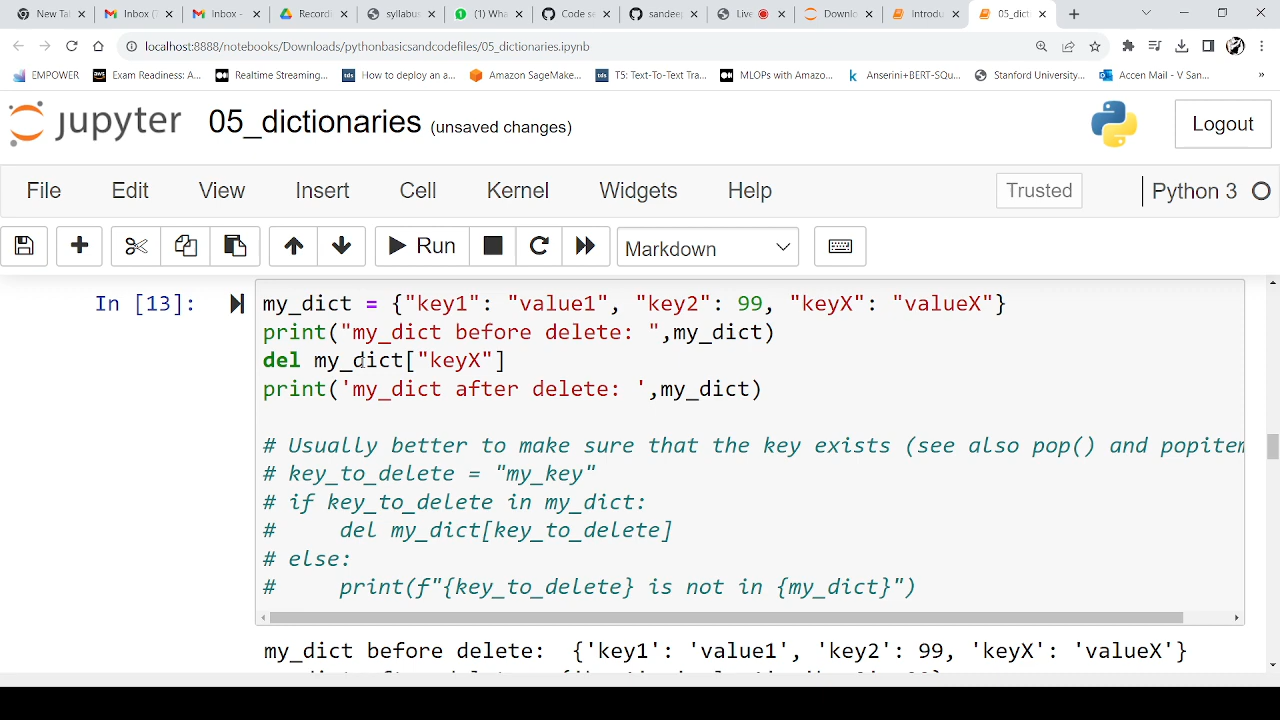 New Ta
Inbox (
Inbox -
Record
syllabus
(1) Wha
Code se
sandee
Live
Downlo
Introdu
05_dict
localhost:8888/notebooks/Downloads/pythonbasicsandcodefiles/05_dictionaries.ipynb
EMPOWER
Exam Readiness: A...
Realtime Streaming...
How to deploy an a...
Amazon SageMake...
T5: Text-To-Text Tra...
MLOPs with Amazo...
Anserini+BERT-SQu...
Stanford University...
Accen Mail - V San...
jupyter 05_dictionaries (unsaved changes)
Logout
File Edit View Insert Cell Kernel Widgets Help
Trusted
Python 3
Run
Markdown
In [13]:
my_dict = {"key1": "value1", "key2": 99, "keyX": "valueX"}
print("my_dict before delete: ",my_dict)
del my_dict["keyX"]
print('my_dict after delete: ',my_dict)
# Usually better to make sure that the key exists (see also pop() and popitem
# key_to_delete = "my_key"
# if key_to_delete in my_dict:
#     del my_dict[key_to_delete]
# else:
#     print(f"{key_to_delete} is not in {my_dict}")
my_dict before delete:  {'key1': 'value1', 'key2': 99, 'keyX': 'valueX'}